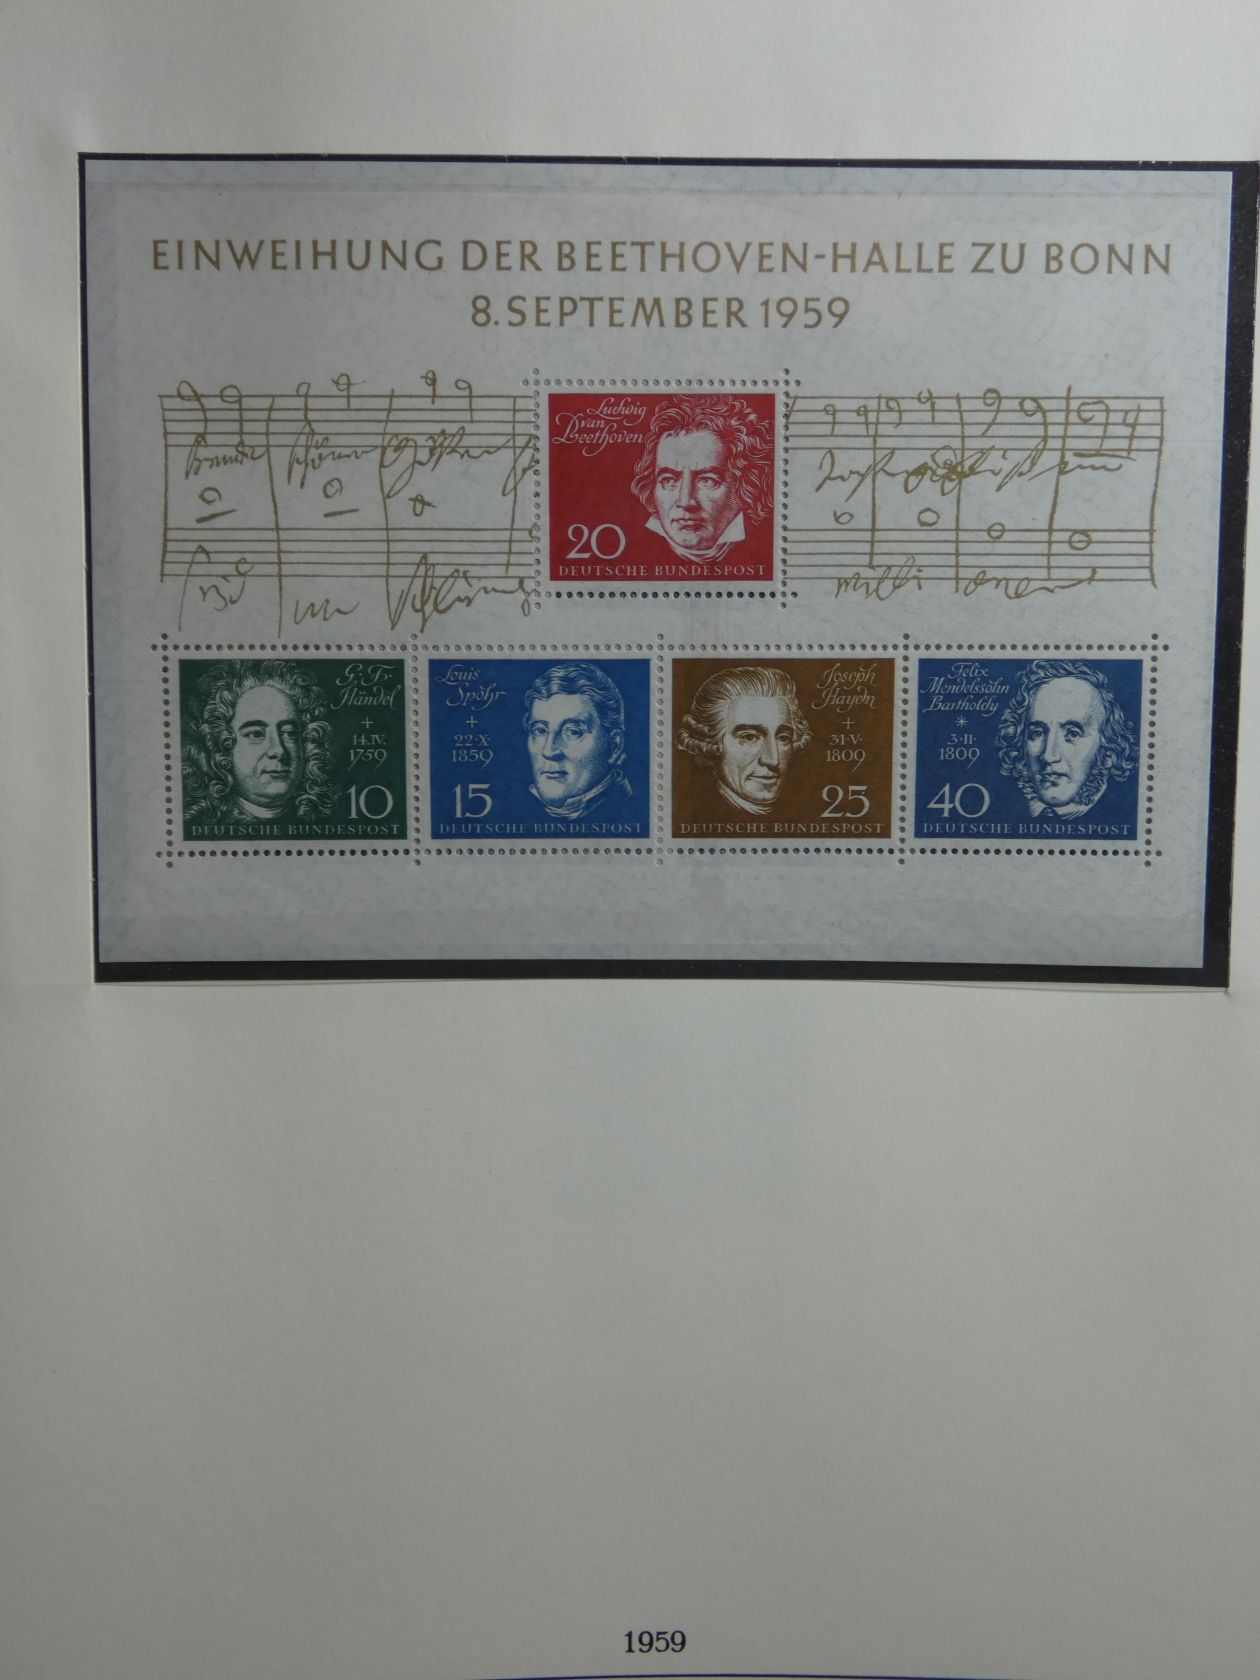 EINWEIHUNG DER BEETHOVEN-HALLE ZU BONN
8. SEPTEMBER 1959
Ludwig
van
Beethoven
20
DEUTSCHE BUNDESPOST
G. Fr.
Händel
+
14·IV.
1759
10
DEUTSCHE BUNDESPOST
Louis
Spohr
+
22·X·
1859
15
DEUTSCHE BUNDESPOST
Joseph
Haydn
+
31·V·
1809
25
DEUTSCHE BUNDESPOST
Felix
Mendelssohn
Bartholdy
*
3·II·
1809
40
DEUTSCHE BUNDESPOST
1959